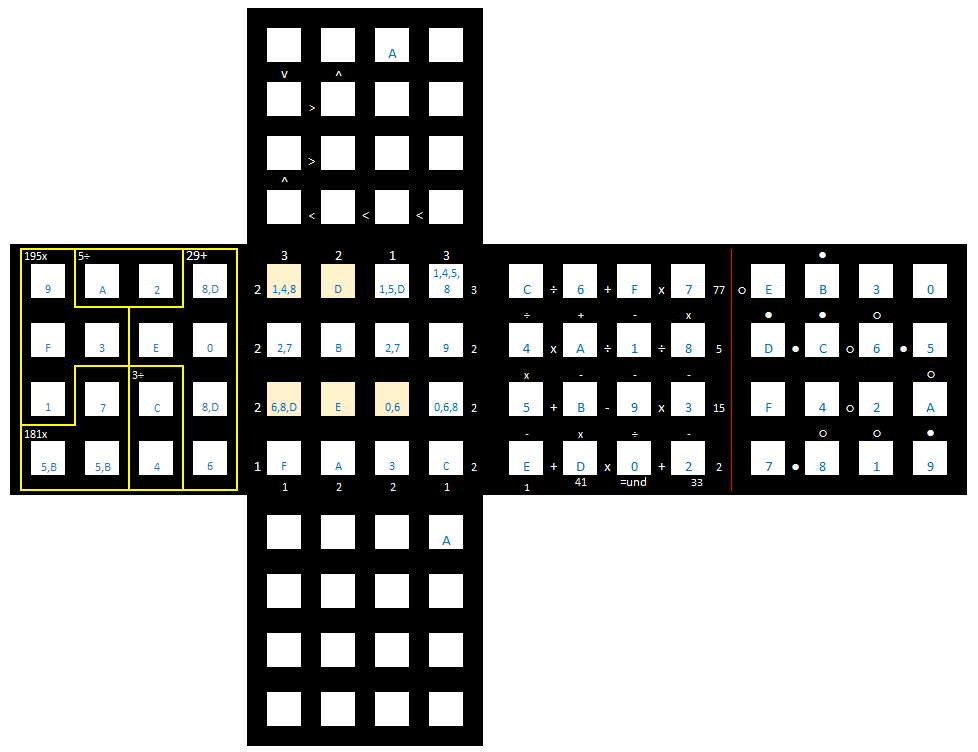 A
v ^
>
>
^
< < <
195x 5÷ 29+ 3 2 1 3
9 A 2 8,D 2 1,4,8 D 1,5,D 1,4,5,8 3 C ÷ 6 + F x 7 77 E B 3 0
÷ + - x
F 3 E 0 2 2,7 B 2,7 9 2 4 x A ÷ 1 ÷ 8 5 D C 6 5
3÷ x - - -
1 7 C 8,D 2 6,8,D E 0,6 0,6,8 2 5 + B - 9 x 3 15 F 4 2 A
181x - x ÷ -
5,B 5,B 4 6 1 F A 3 C 2 E + D x 0 + 2 2 7 8 1 9
1 2 2 1 1 41 =und 33
A